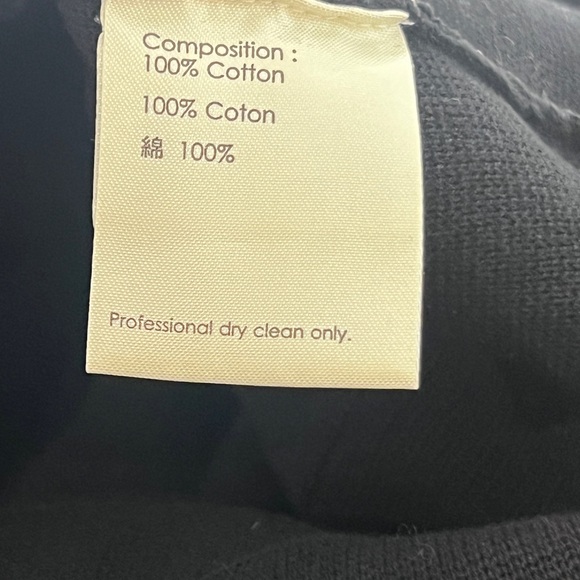 Composition :
100% Cotton
100% Coton
綿 100%
Professional dry clean only.